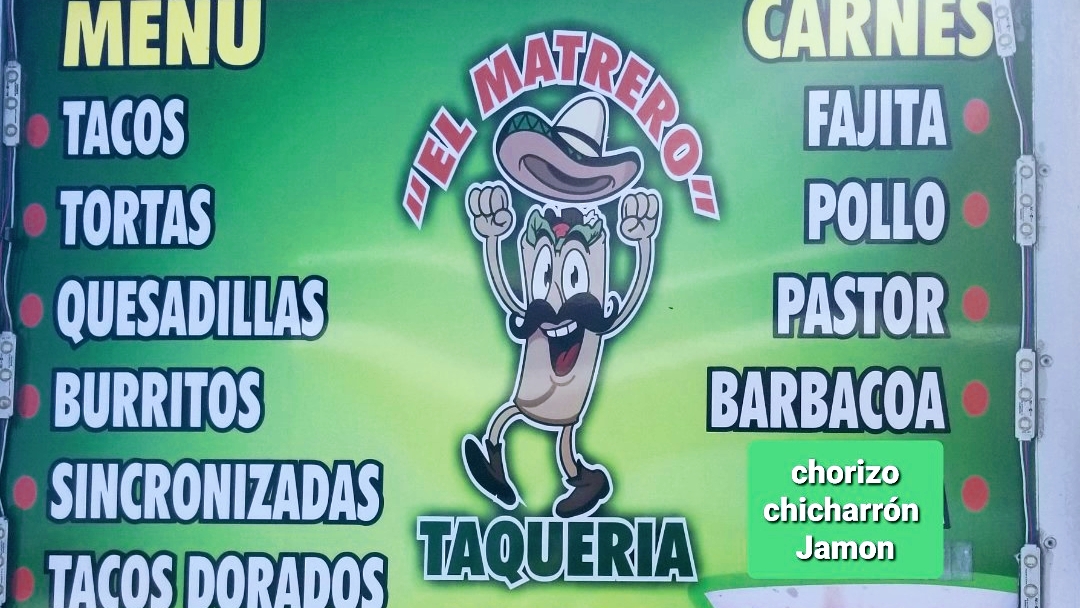 MENU
TACOS
TORTAS
QUESADILLAS
BURRITOS
SINCRONIZADAS
TACOS DORADOS
"EL MATRERO"
TAQUERIA
CARNES
FAJITA
POLLO
PASTOR
BARBACOA
chorizo
chicharrón
Jamon